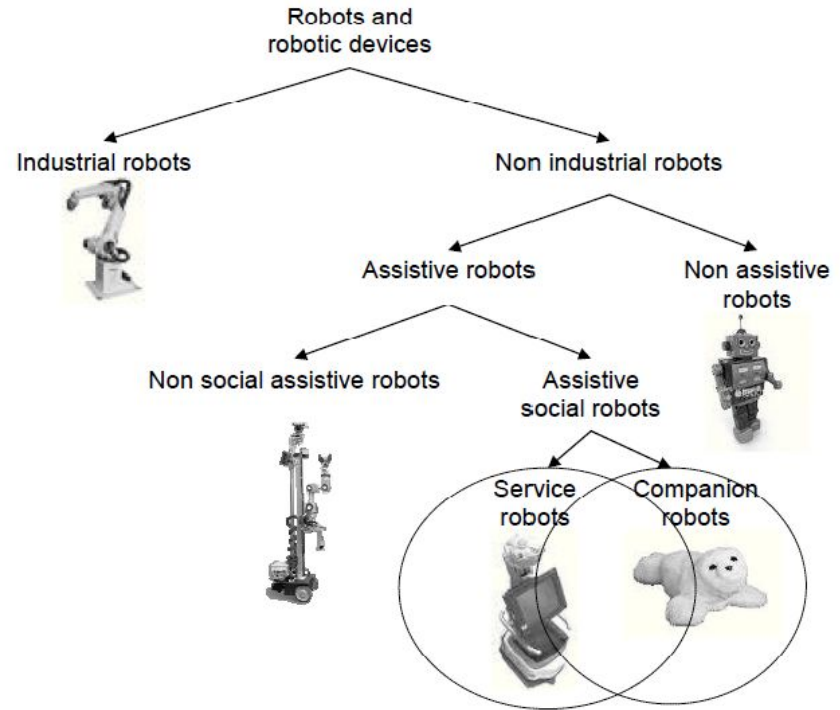 Robots and
robotic devices
Industrial robots
Non industrial robots
Assistive robots
Non assistive
robots
Non social assistive robots
Assistive
social robots
Service
robots
Companion
robots